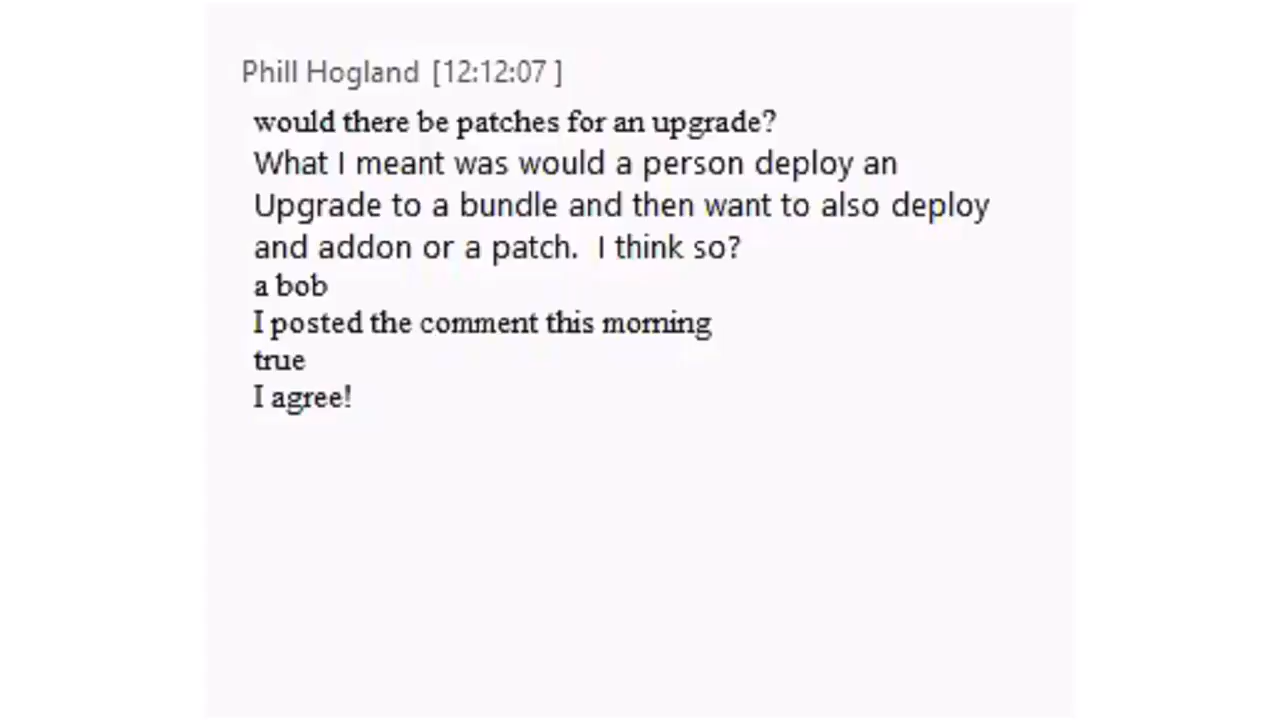 Phill Hogland [12:12:07 ]
would there be patches for an upgrade?
What I meant was would a person deploy an
Upgrade to a bundle and then want to also deploy
and addon or a patch.  I think so?
a bob
I posted the comment this morning
true
I agree!